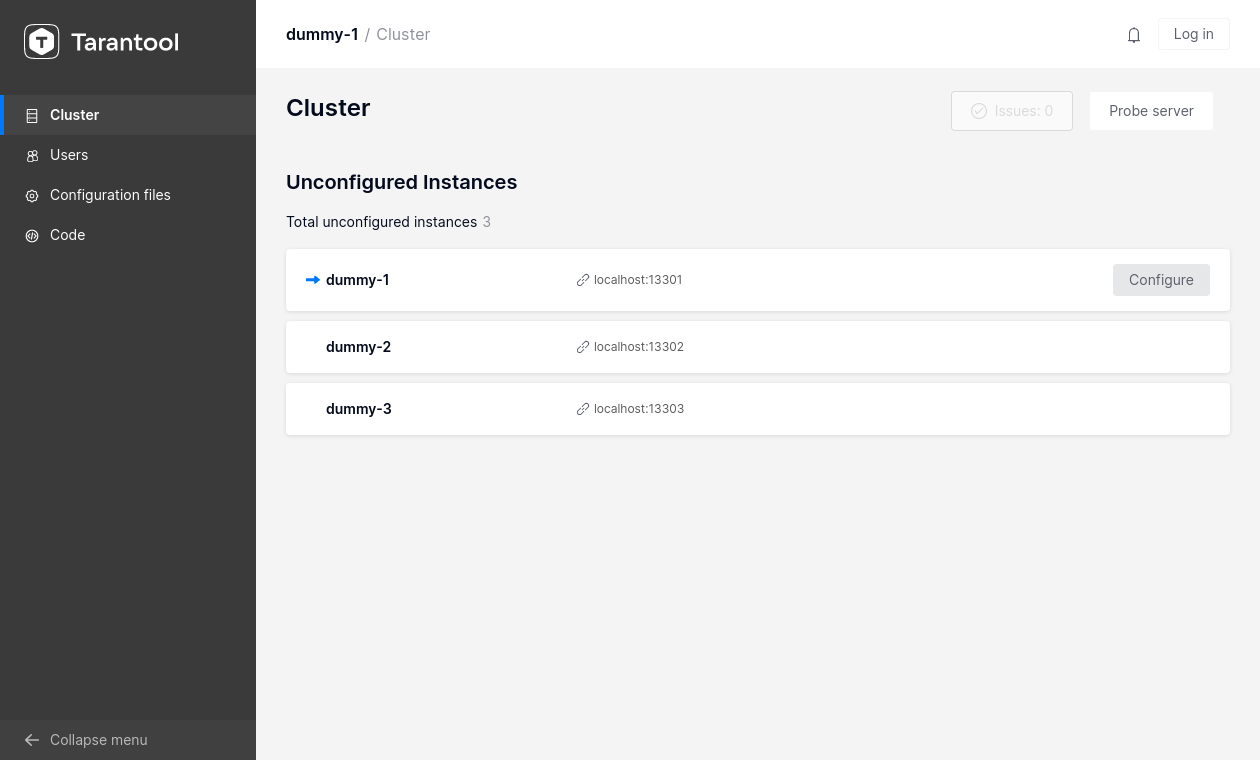 Tarantool
Cluster
Users
Configuration files
Code
Collapse menu
dummy-1 / Cluster
Log in
Cluster
Issues: 0
Probe server
Unconfigured Instances
Total unconfigured instances 3
dummy-1 localhost:13301 Configure
dummy-2 localhost:13302
dummy-3 localhost:13303